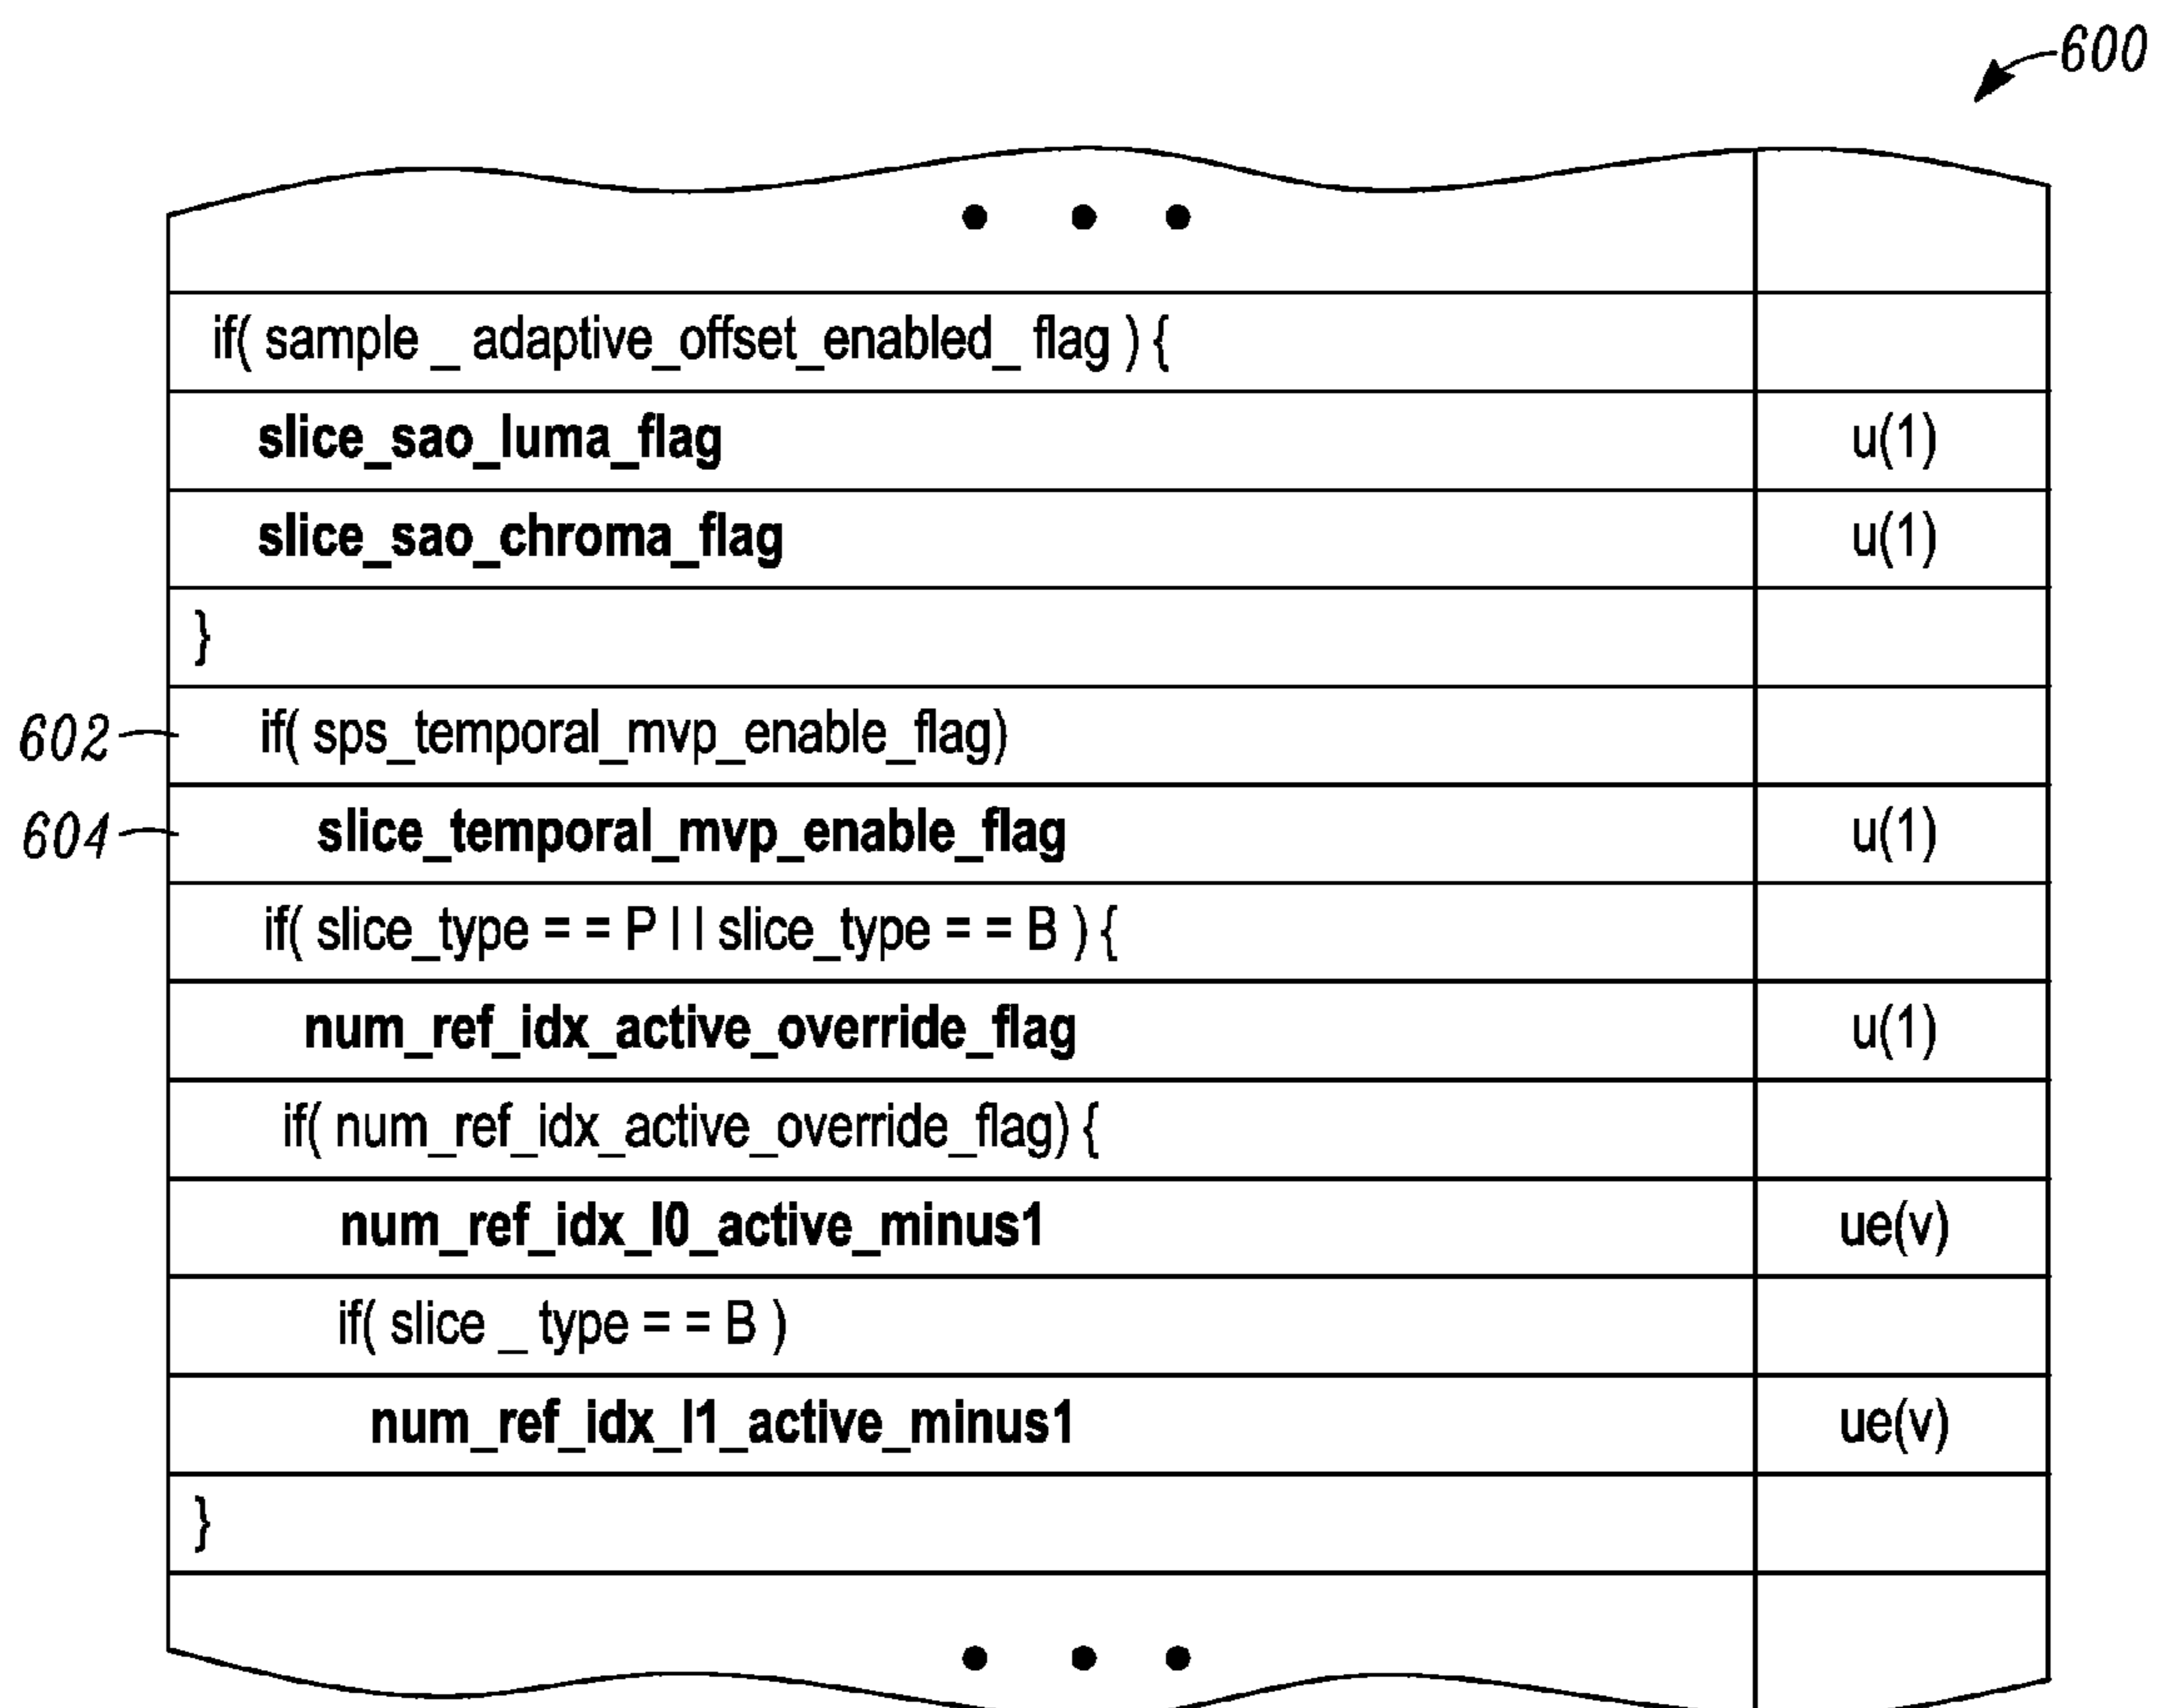 600
• • •
if( sample _ adaptive_offset_enabled_ flag ) {
slice_sao_luma_flag u(1)
slice_sao_chroma_flag u(1)
}
602 if( sps_temporal_mvp_enable_flag)
604 slice_temporal_mvp_enable_flag u(1)
if( slice_type = = P | | slice_type = = B ) {
num_ref_idx_active_override_flag u(1)
if( num_ref_idx_active_override_flag) {
num_ref_idx_l0_active_minus1 ue(v)
if( slice _ type = = B )
num_ref_idx_l1_active_minus1 ue(v)
}
• • •